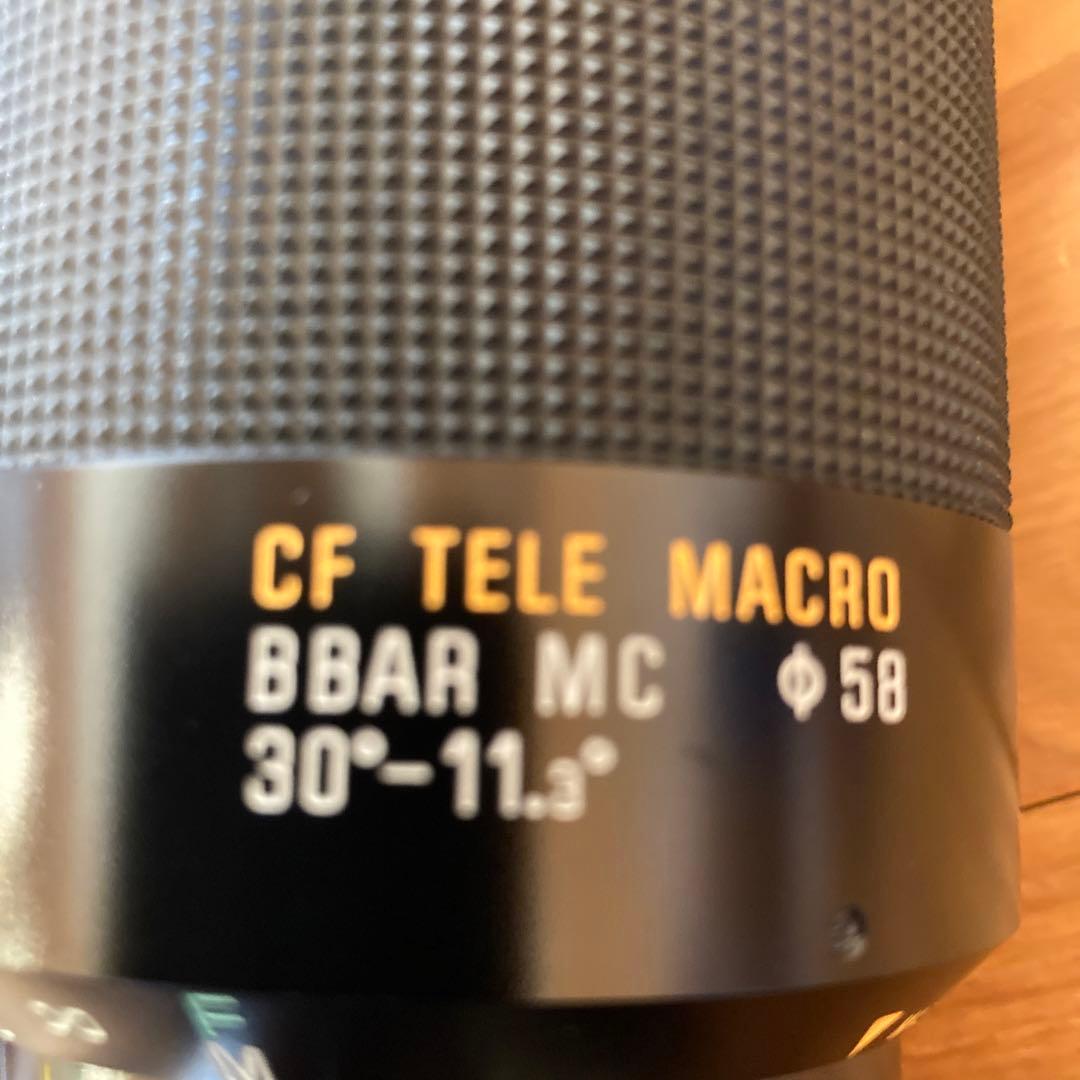 CF TELE MACRO
BBAR MC ϕ58
30°-11.3°